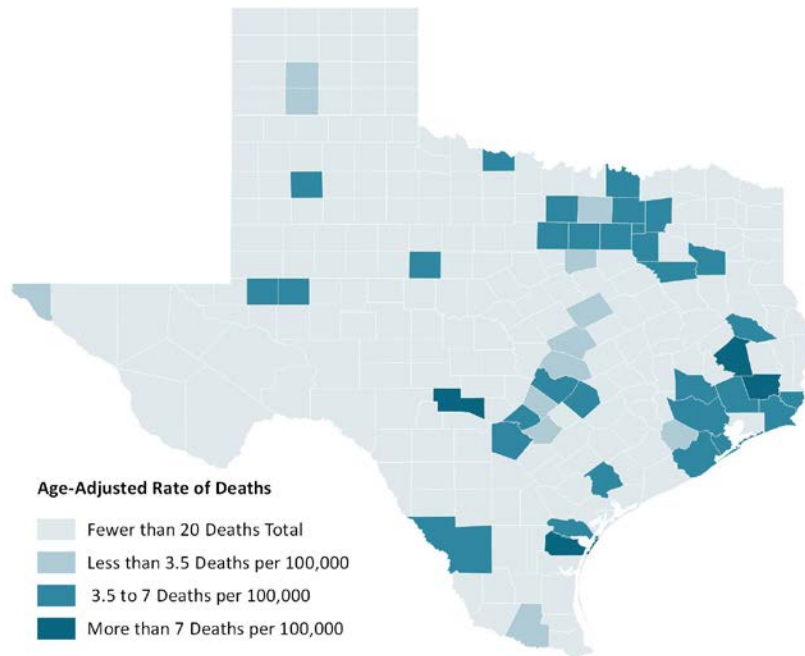 Age-Adjusted Rate of Deaths
Fewer than 20 Deaths Total
Less than 3.5 Deaths per 100,000
3.5 to 7 Deaths per 100,000
More than 7 Deaths per 100,000